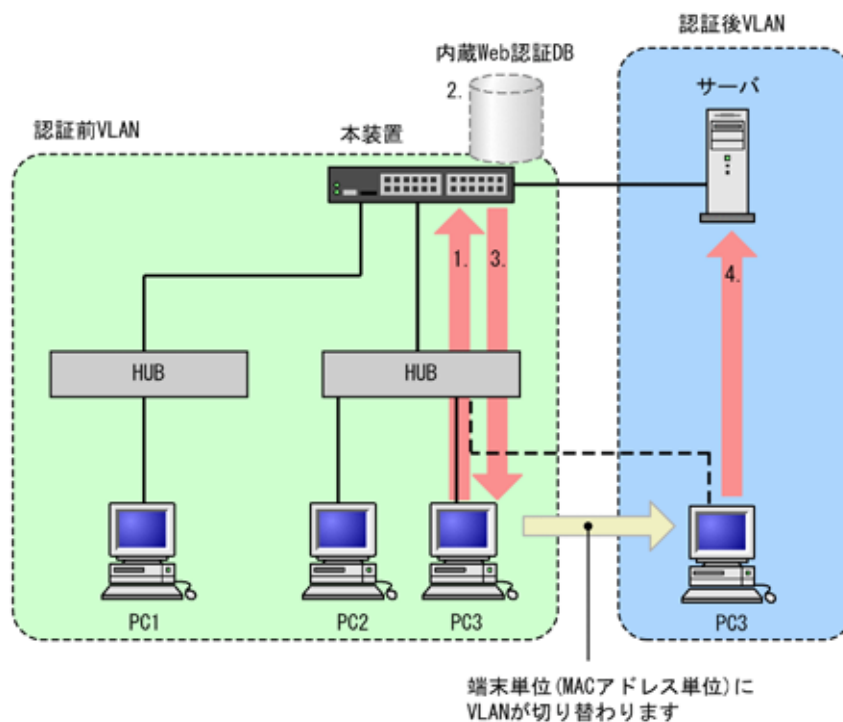 認証後VLAN
内蔵Web認証DB
2.
サーバ
認証前VLAN
本装置
1.
3.
4.
HUB
HUB
PC1
PC2
PC3
PC3
端末単位(MACアドレス単位)に
VLANが切り替わります